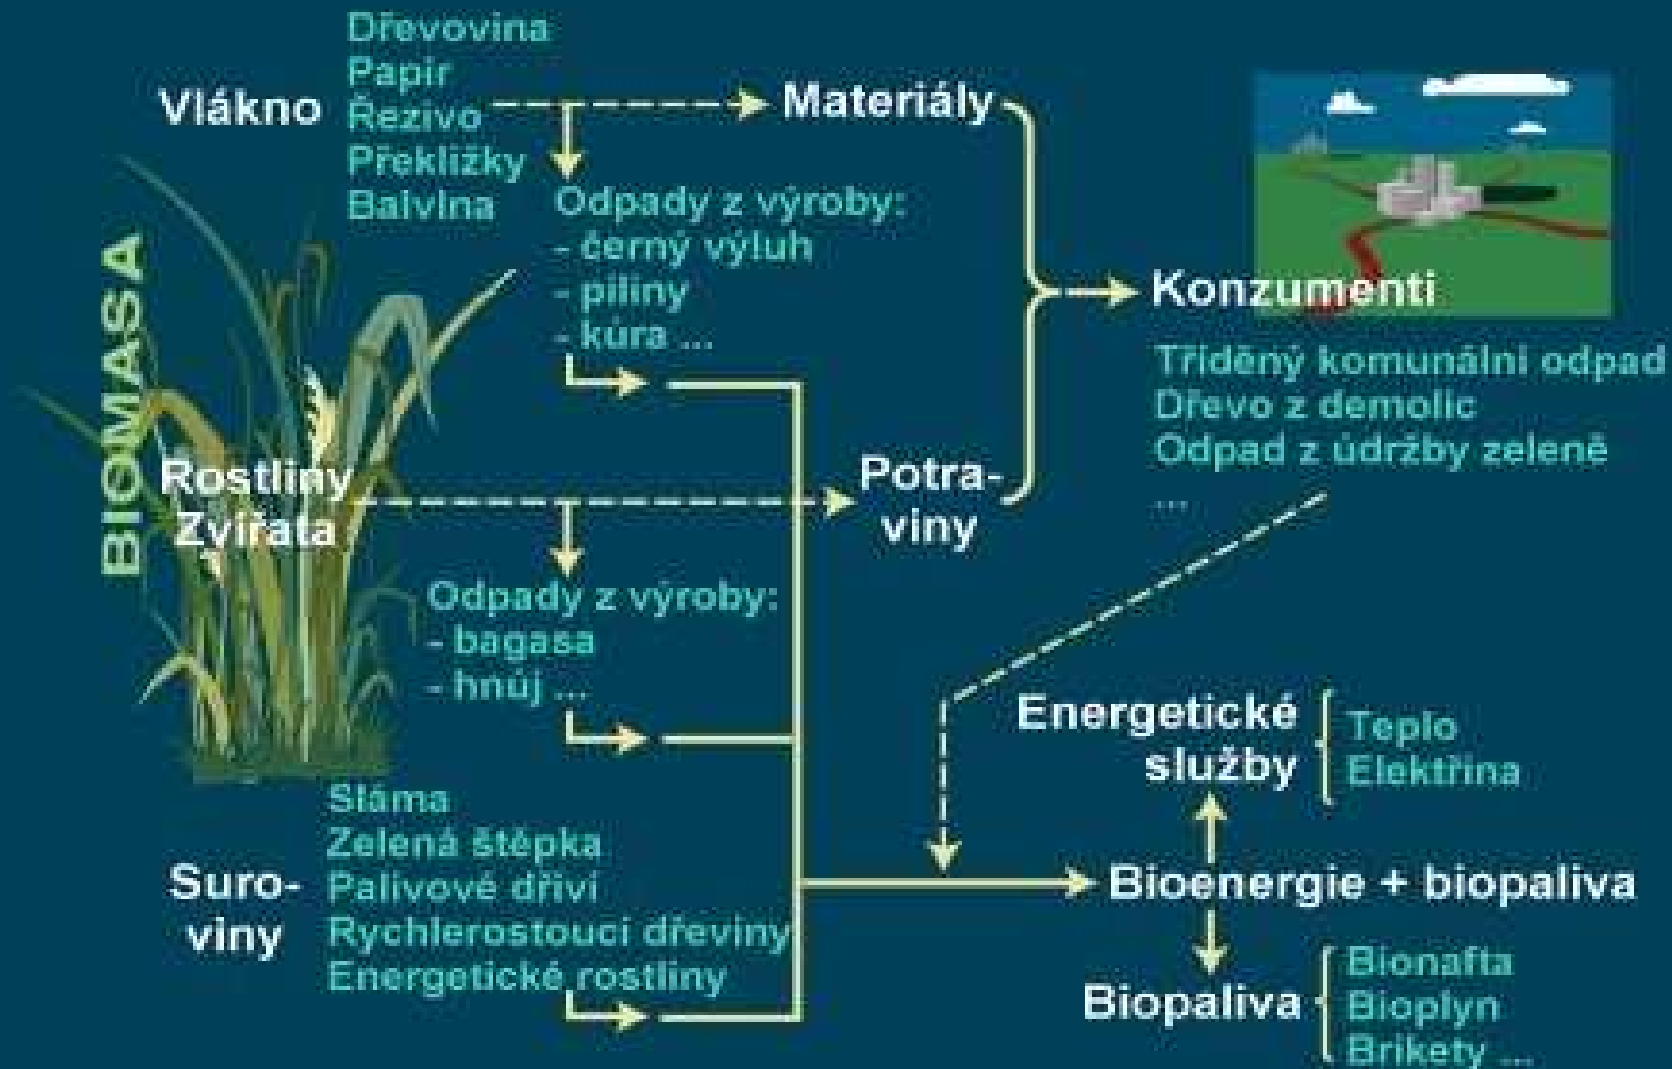 BIOMASA
Vlákno
Dřevovina
Papír
Řezivo
Překližky
Balvlna
Materiály
Odpady z výroby:
- černý výluh
- piliny
- kůra ...
Konzumenti
Tříděný komunální odpad
Dřevo z demolic
Odpad z údržby zeleně
...
Rostliny
Zvířata
Potra-
viny
Odpady z výroby:
- bagasa
- hnůj ...
Suro-
viny
Sláma
Zelená štěpka
Palivové dříví
Rychlerostoucí dřeviny
Energetické rostliny
Energetické
služby
Teplo
Elektřina
Bioenergie + biopaliva
Biopaliva
Bionafta
Bioplyn
Brikety ...